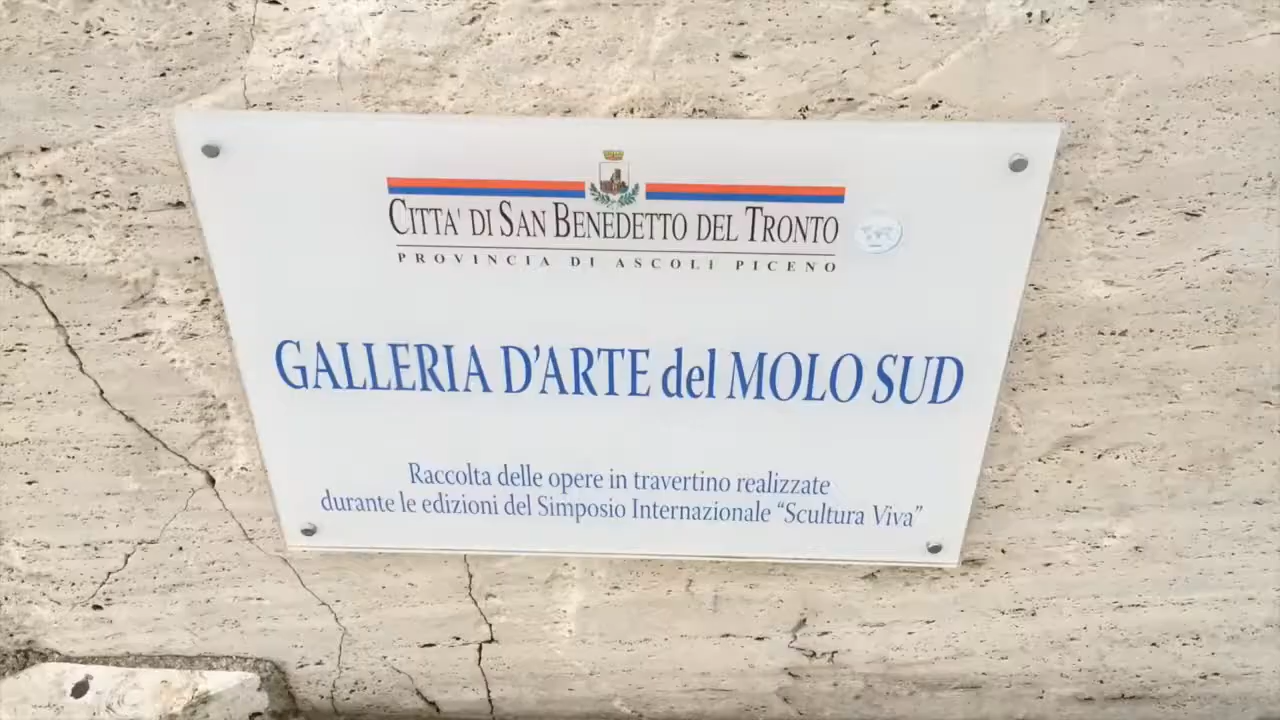 CITTA' DI SAN BENEDETTO DEL TRONTO
PROVINCIA DI ASCOLI PICENO
GALLERIA D'ARTE del MOLO SUD
Raccolta delle opere in travertino realizzate
durante le edizioni del Simposio Internazionale “Scultura Viva”